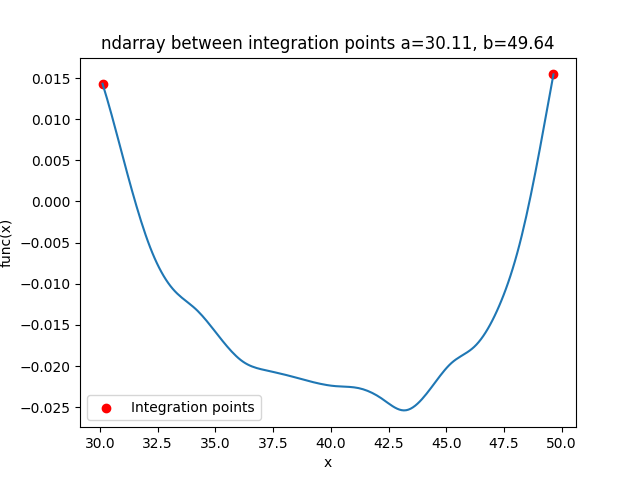 ndarray between integration points a=30.11, b=49.64
func(x)
0.015
0.010
0.005
0.000
−0.005
−0.010
−0.015
−0.020
−0.025
Integration points
30.0 32.5 35.0 37.5 40.0 42.5 45.0 47.5 50.0
x